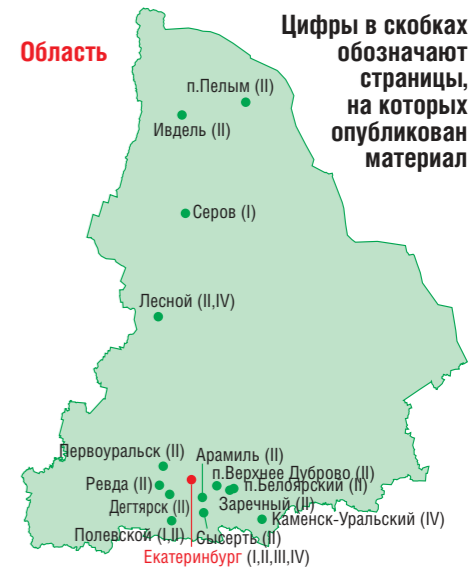 Область
Цифры в скобках
обозначают
страницы,
на которых
опубликован
материал
п.Пелым (II)
Ивдель (II)
Серов (I)
Лесной (II,IV)
Первоуральск (II)
Арамиль (II)
п.Верхнее Дуброво (II)
Ревда (II)
п.Белоярский (I)
Дегтярск (II)
Заречный (II)
Полевской (I,II)
Каменск-Уральский (IV)
Сысерть (II)
Екатеринбург (I,II,III,IV)